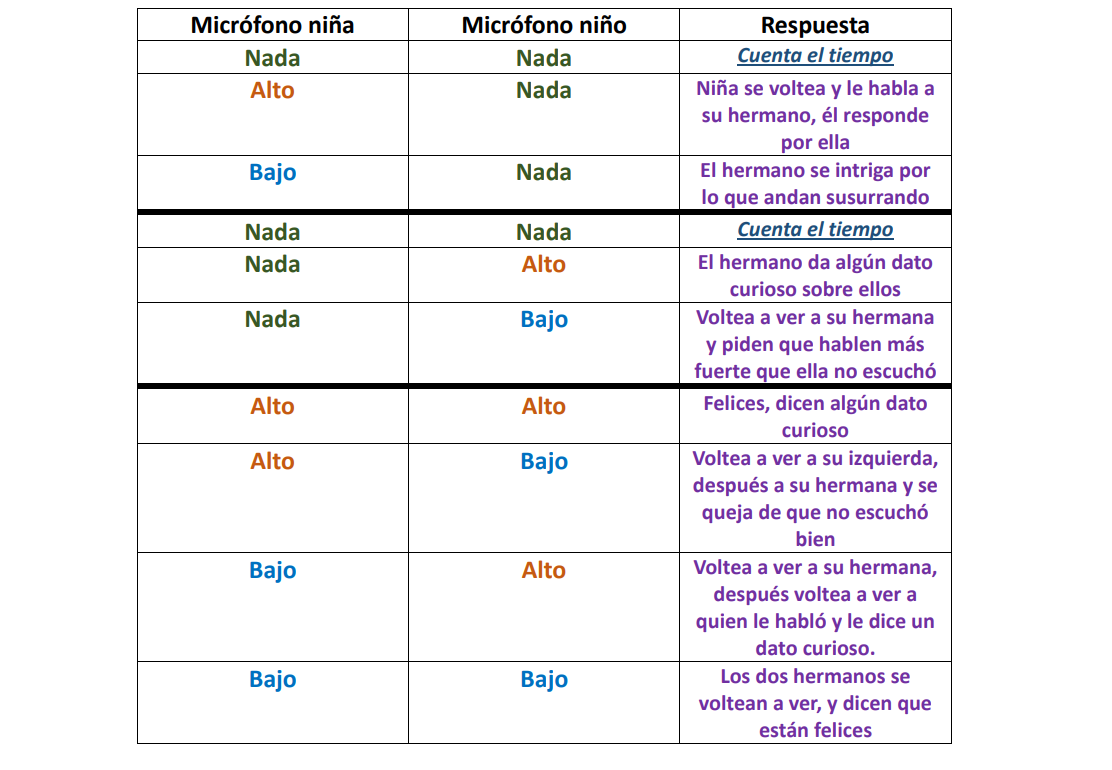 Micrófono niña Micrófono niño Respuesta
Nada Nada Cuenta el tiempo
Alto Nada Niña se voltea y le habla a
su hermano, él responde
por ella
Bajo Nada El hermano se intriga por
lo que andan susurrando
Nada Nada Cuenta el tiempo
Nada Alto El hermano da algún dato
curioso sobre ellos
Nada Bajo Voltea a ver a su hermana
y piden que hablen más
fuerte que ella no escuchó
Alto Alto Felices, dicen algún dato
curioso
Alto Bajo Voltea a ver a su izquierda,
después a su hermana y se
queja de que no escuchó
bien
Bajo Alto Voltea a ver a su hermana,
después voltea a ver a
quien le habló y le dice un
dato curioso.
Bajo Bajo Los dos hermanos se
voltean a ver, y dicen que
están felices